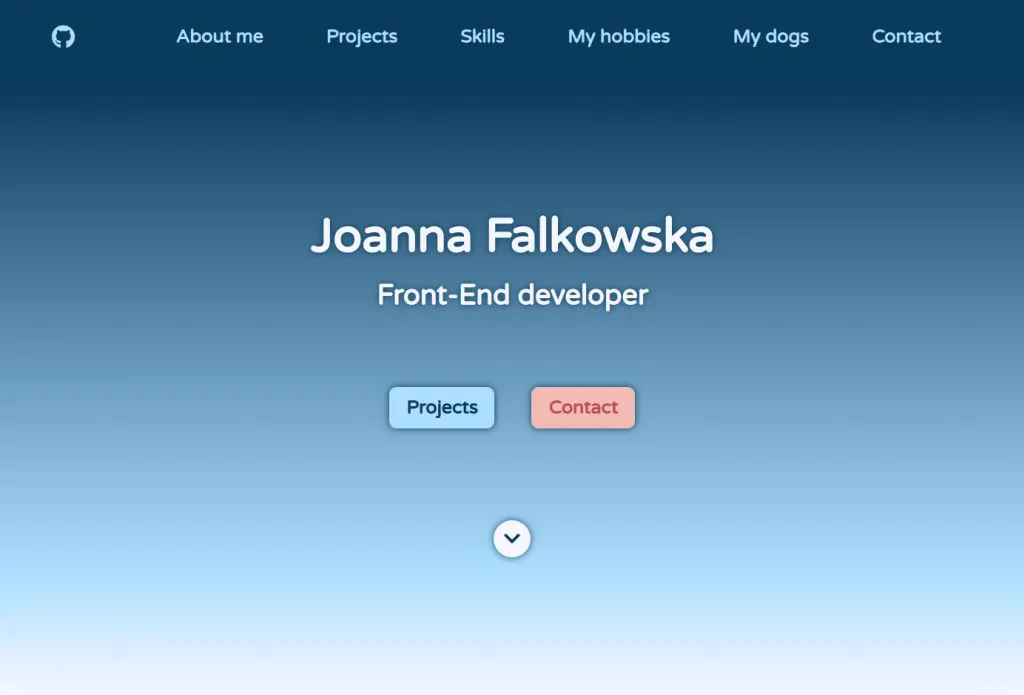 About me Projects Skills My hobbies My dogs Contact
Joanna Falkowska
Front-End developer
Projects Contact